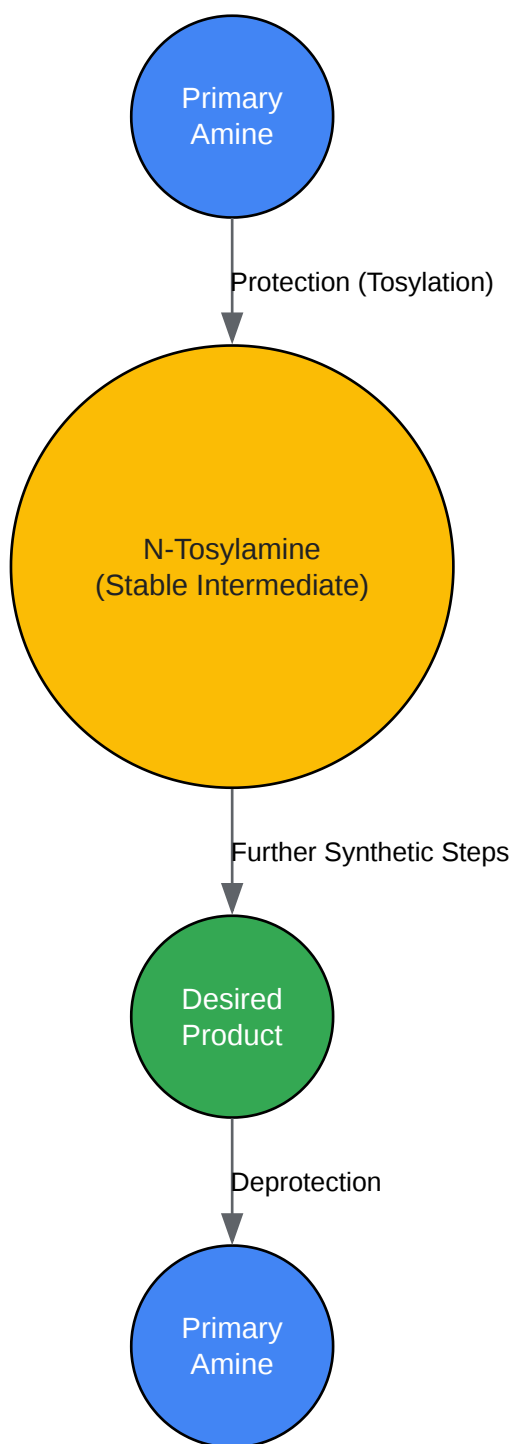 Primary
Amine
Protection (Tosylation)
N-Tosylamine
(Stable Intermediate)
Further Synthetic Steps
Desired
Product
Deprotection
Primary
Amine